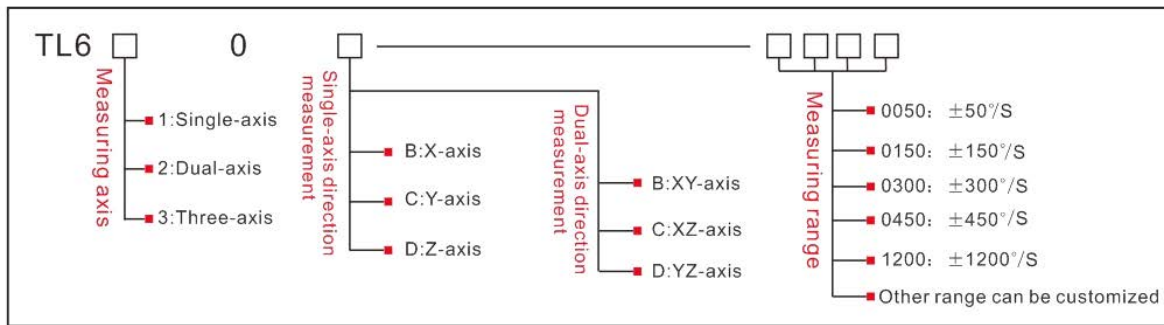 TL6□ 0 □ □□□□
Measuring axis
1:Single-axis
2:Dual-axis
3:Three-axis
Single-axis direction
measurement
B:X-axis
C:Y-axis
D:Z-axis
Dual-axis direction
measurement
B:XY-axis
C:XZ-axis
D:YZ-axis
Measuring range
0050: ±50°/S
0150: ±150°/S
0300: ±300°/S
0450: ±450°/S
1200: ±1200°/S
Other range can be customized